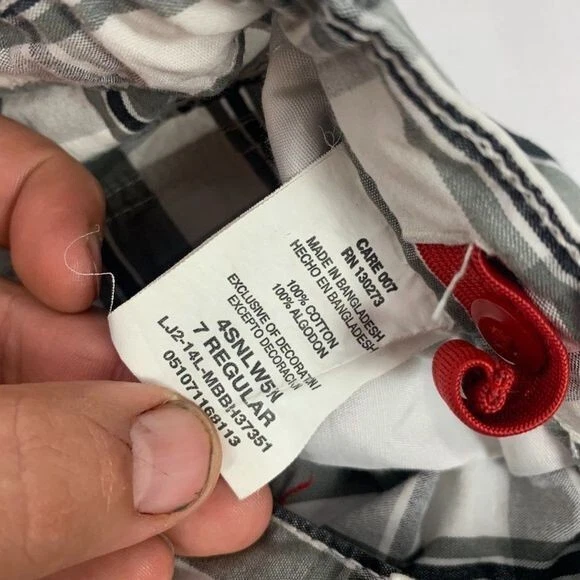 CARE 007
RN 130273
MADE IN BANGLADESH
HECHO EN BANGLADESH
100% COTTON
100% ALGODON
EXCLUSIVE OF DECORATION
EXCEPTO DECORACION
4SNLW5N
7 REGULAR
LJ2-14L-MBBH37351
051071168113